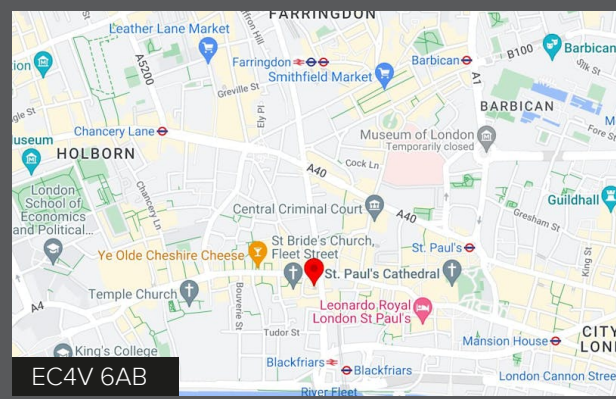 FARRINGDON
Leather Lane Market
Farringdon
Barbican
Barbican
B100
A1
A5200
Smithfield Market
Greville St
Ely Pl
BARBICAN
Chancery Lane
Museum of London
Temporarily closed
HOLBORN
A40
Cock Ln
London
School of
Economics
and Political...
Chancery Ln
Central Criminal Court
A40
Guildhall
Gresham St
King St
St Bride's Church,
Fleet Street
Ye Olde Cheshire Cheese
St. Paul's
St. Paul's Cathedral
Temple Church
Bouverie St
Leonardo Royal
London St Paul's
A4
Tudor St
Mansion House
King's College
Blackfriars
Blackfriars
London Cannon Street
River Fleet
EC4V 6AB